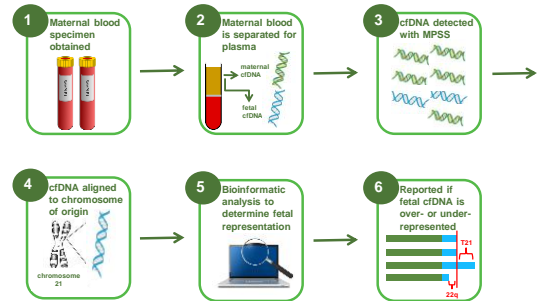 1
Maternal blood
specimen
obtained
2
Maternal blood
is separated for
plasma
maternal
cfDNA
fetal
cfDNA
3
cfDNA detected
with MPSS
4
cfDNA aligned
to chromosome
of origin
chromosome
21
5
Bioinformatic
analysis to
determine fetal
representation
6
Reported if
fetal cfDNA is
over- or under-
represented
T21
22q